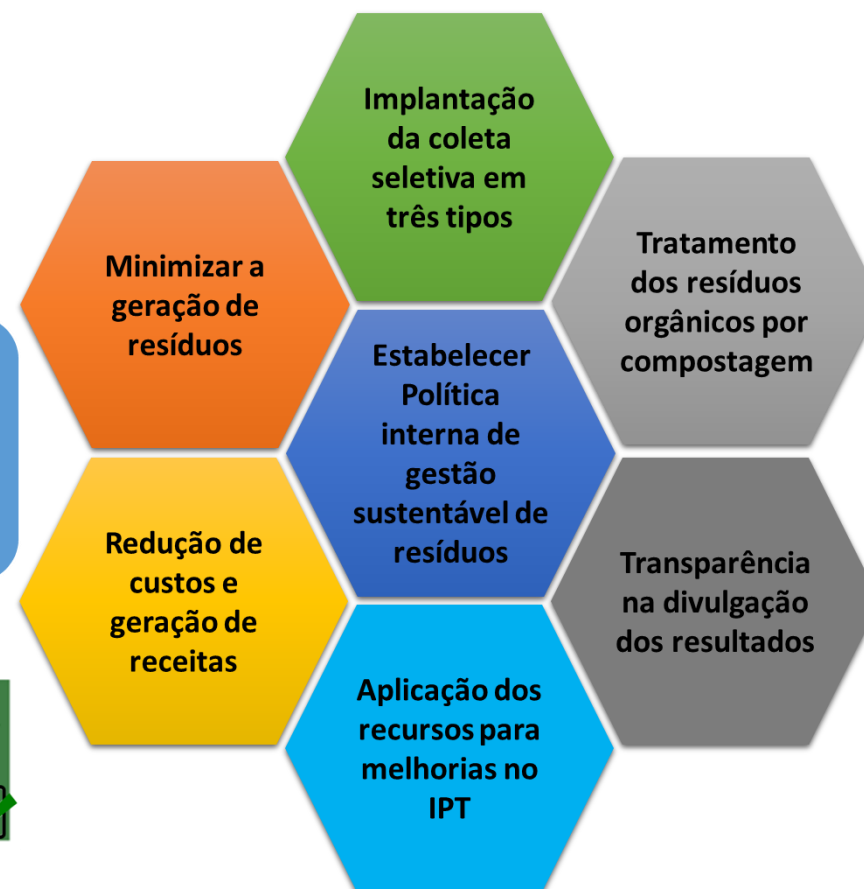 Implantação
da coleta
seletiva em
três tipos
Minimizar a
geração de
resíduos
Tratamento
dos resíduos
orgânicos por
compostagem
Estabelecer
Política
interna de
gestão
sustentável de
resíduos
Redução de
custos e
geração de
receitas
Transparência
na divulgação
dos resultados
Aplicação dos
recursos para
melhorias no
IPT